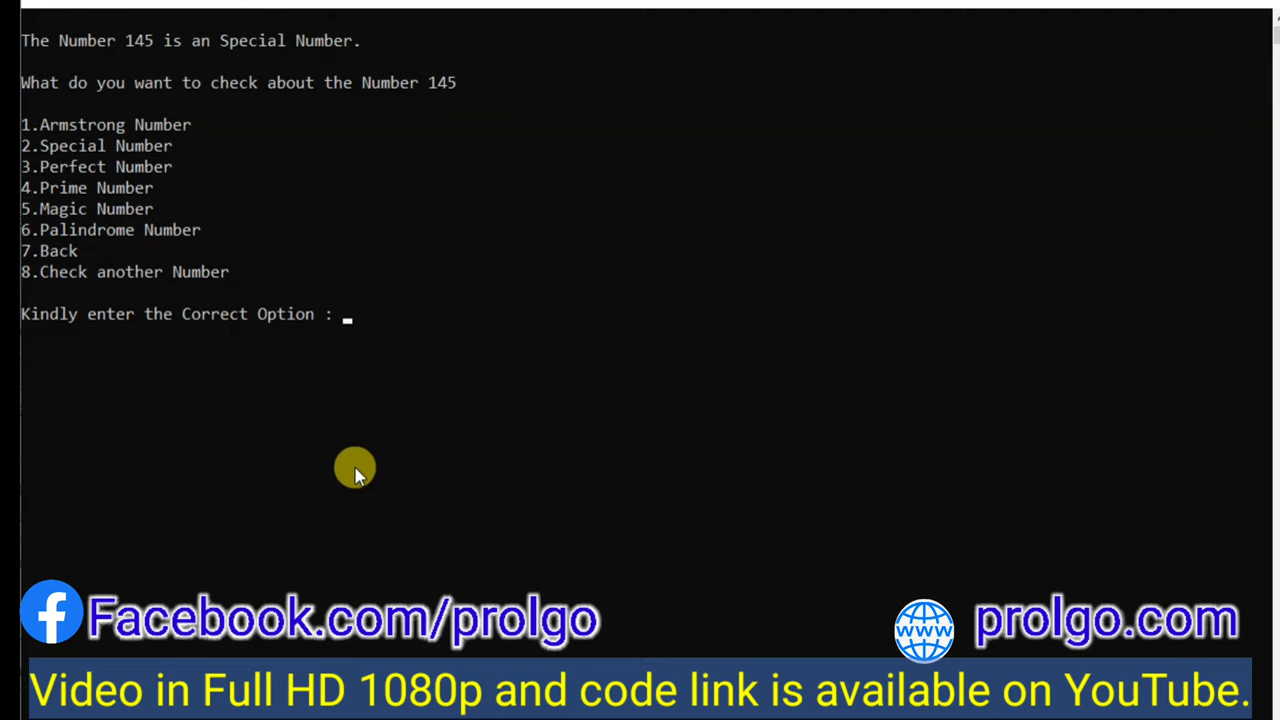 The Number 145 is an Special Number.
What do you want to check about the Number 145
1.Armstrong Number
2.Special Number
3.Perfect Number
4.Prime Number
5.Magic Number
6.Palindrome Number
7.Back
8.Check another Number
Kindly enter the Correct Option :
f Facebook.com/prolgo
www prolgo.com
Video in Full HD 1080p and code link is available on YouTube.